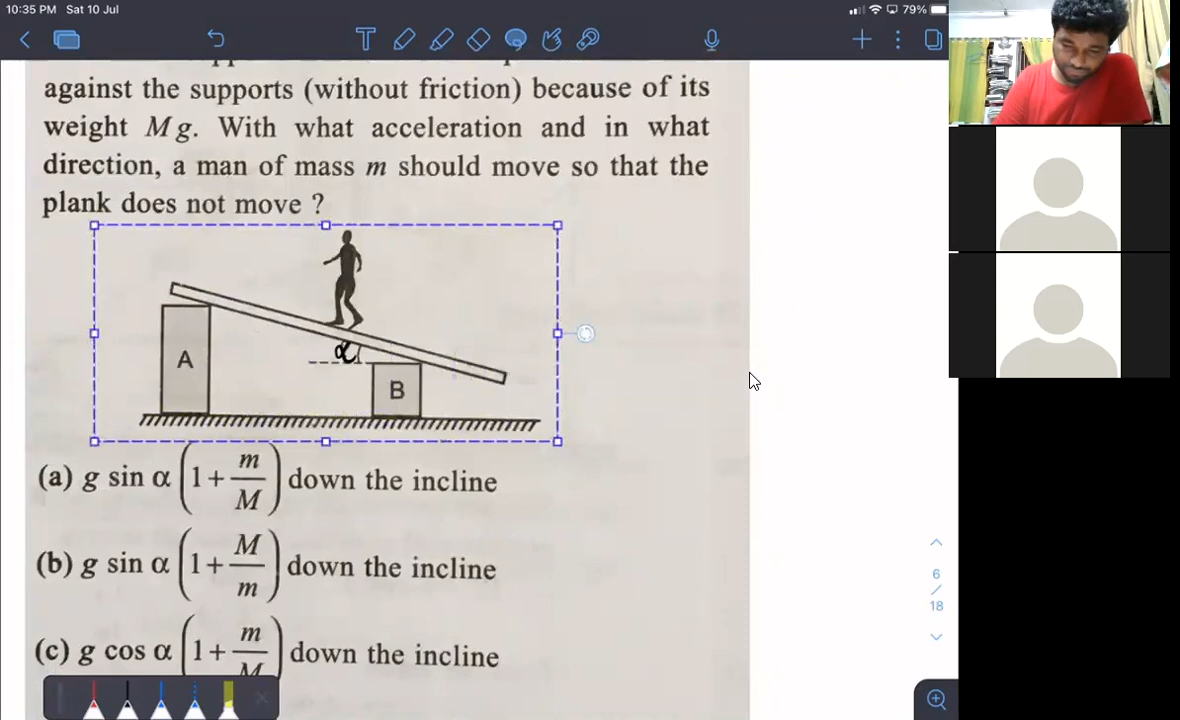 10:35 PM Sat 10 Jul
79%
against the supports (without friction) because of its
weight Mg. With what acceleration and in what
direction, a man of mass m should move so that the
plank does not move ?
A
α
B
(a) g sin α (1 + m/M) down the incline
(b) g sin α (1 + M/m) down the incline
(c) g cos α (1 + m/M) down the incline
6
/
18